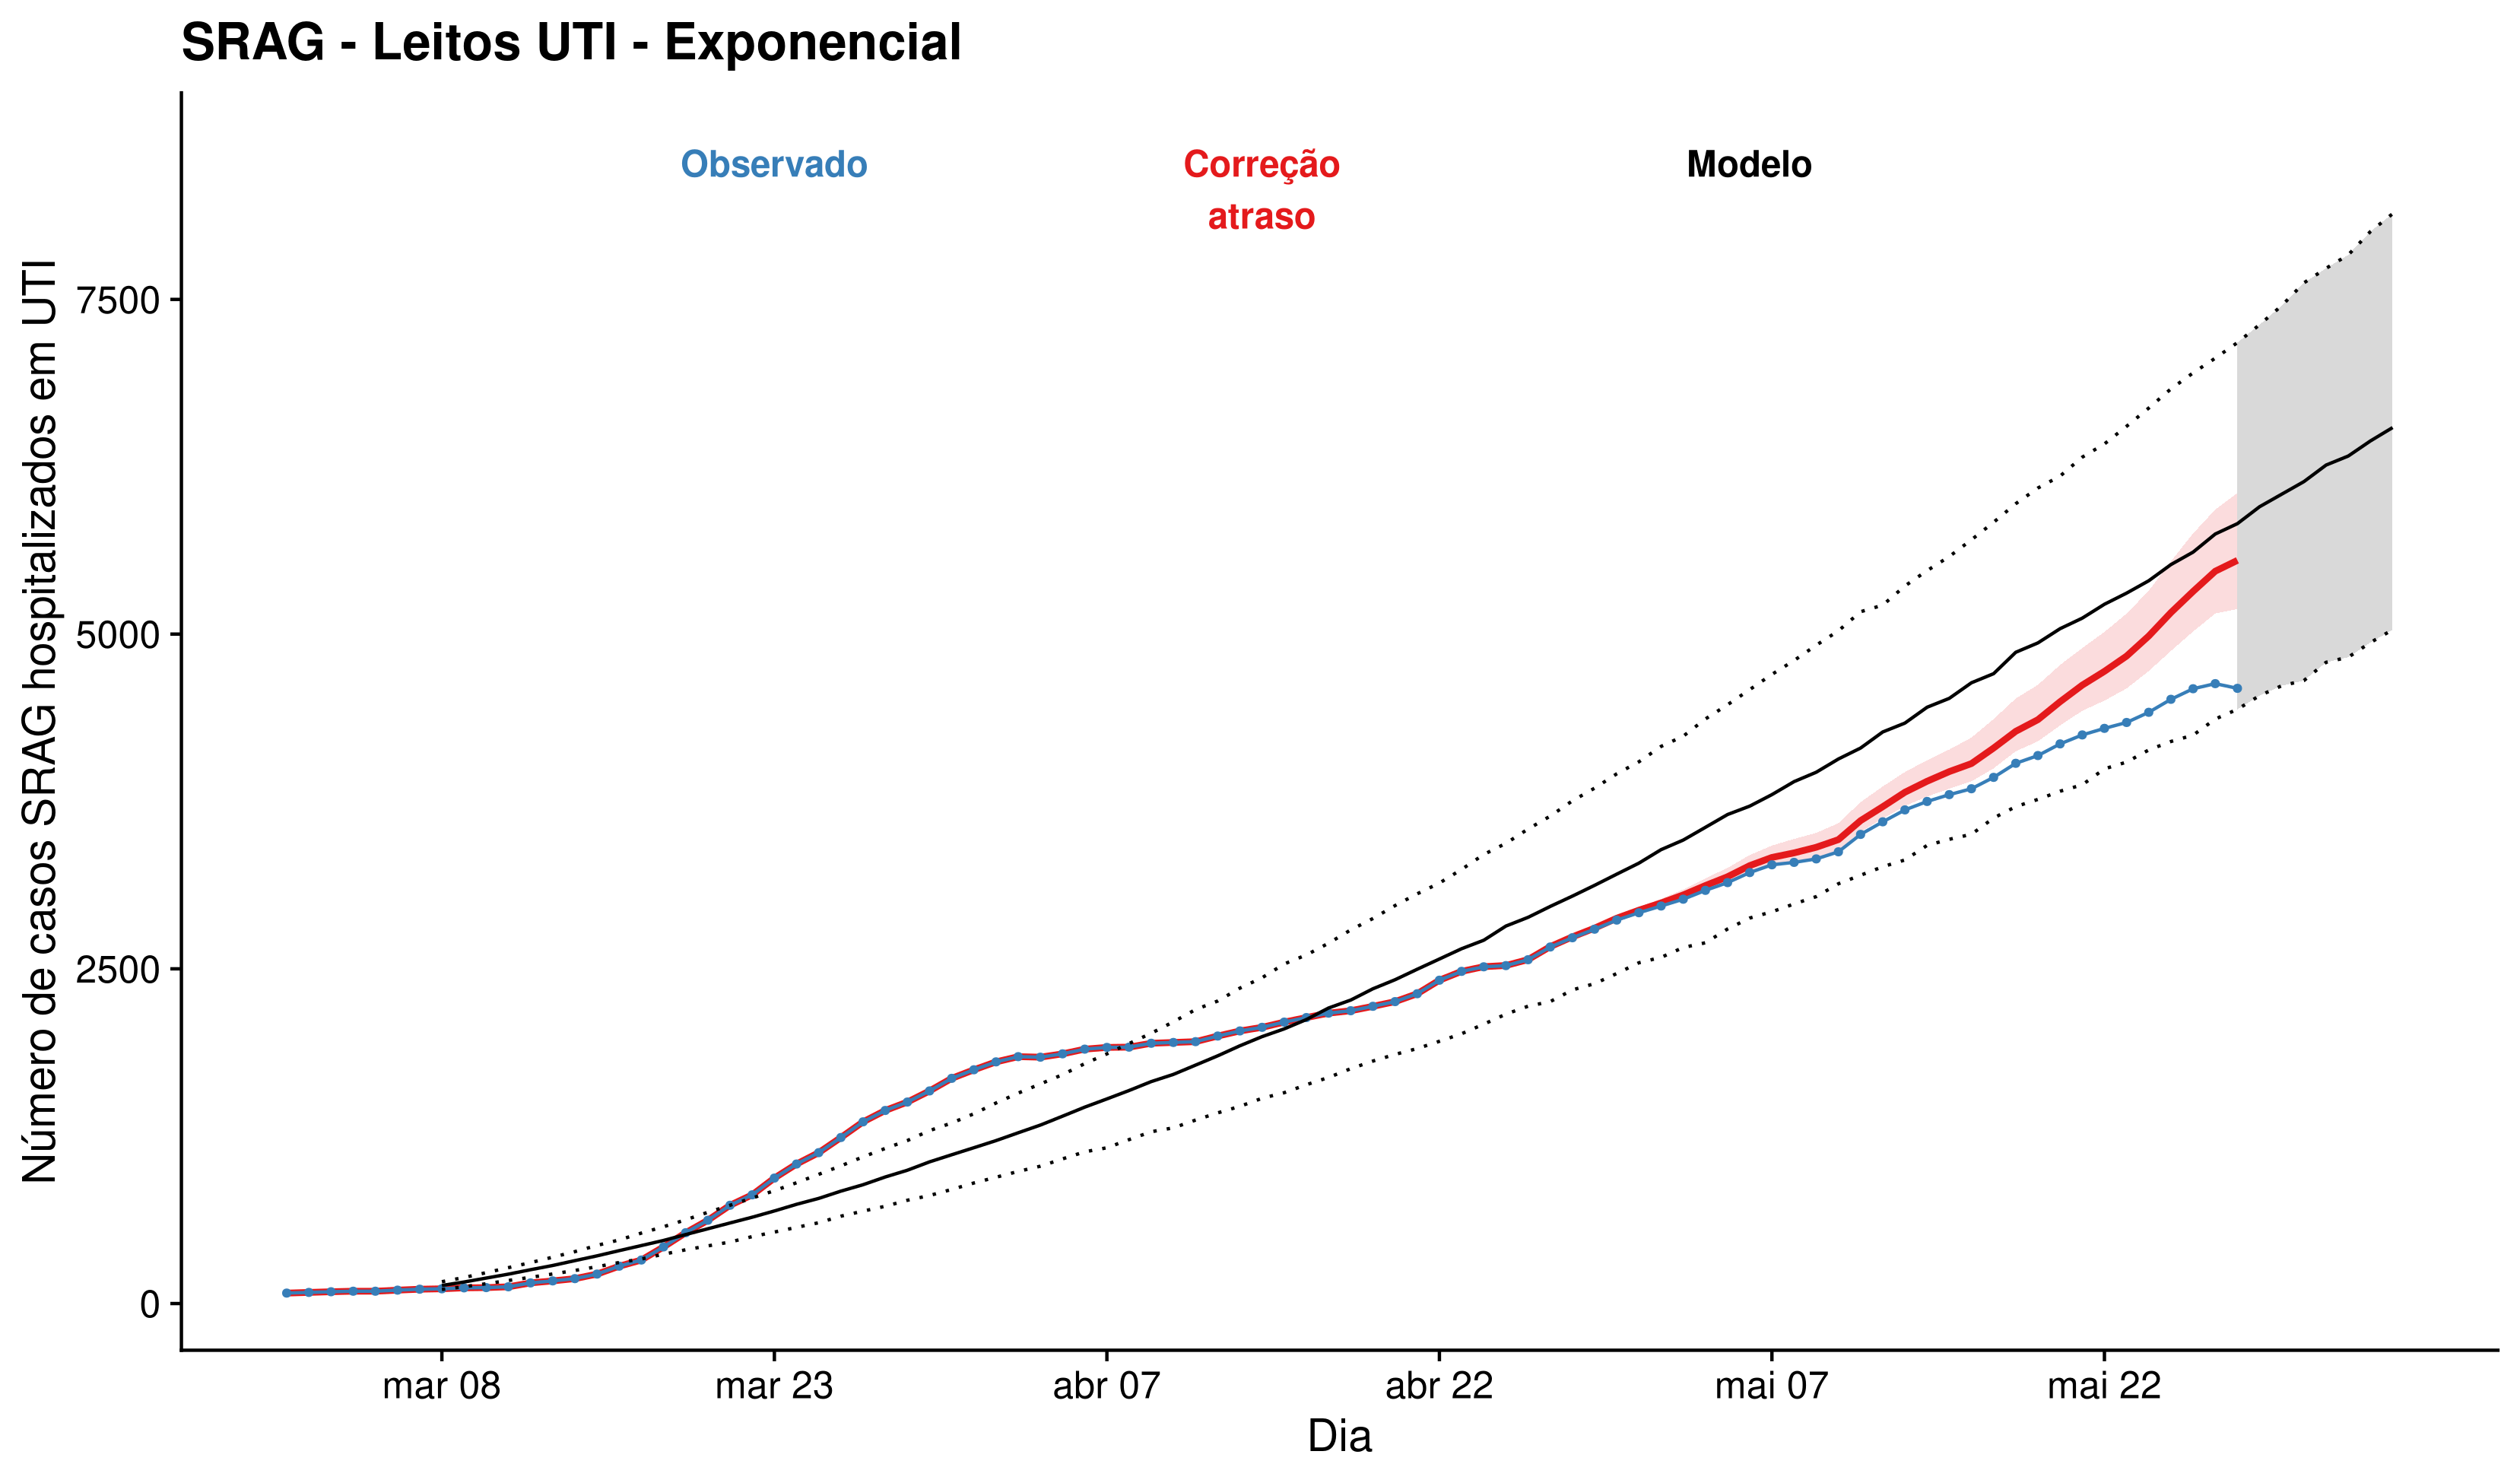 SRAG - Leitos UTI - Exponencial
Observado
Correção
atraso
Modelo
Número de casos SRAG hospitalizados em UTI
7500
5000
2500
0
mar 08
mar 23
abr 07
abr 22
mai 07
mai 22
Dia